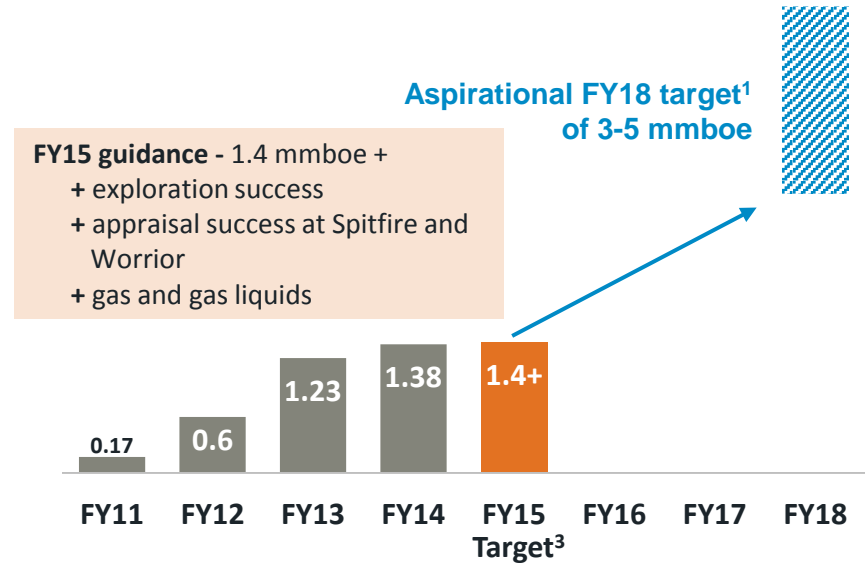 Aspirational FY18 target¹
of 3-5 mmboe
FY15 guidance - 1.4 mmboe +
+ exploration success
+ appraisal success at Spitfire and
Worrior
+ gas and gas liquids
0.17
0.6
1.23
1.38
1.4+
FY11 FY12 FY13 FY14 FY15 FY16 FY17 FY18
Target³